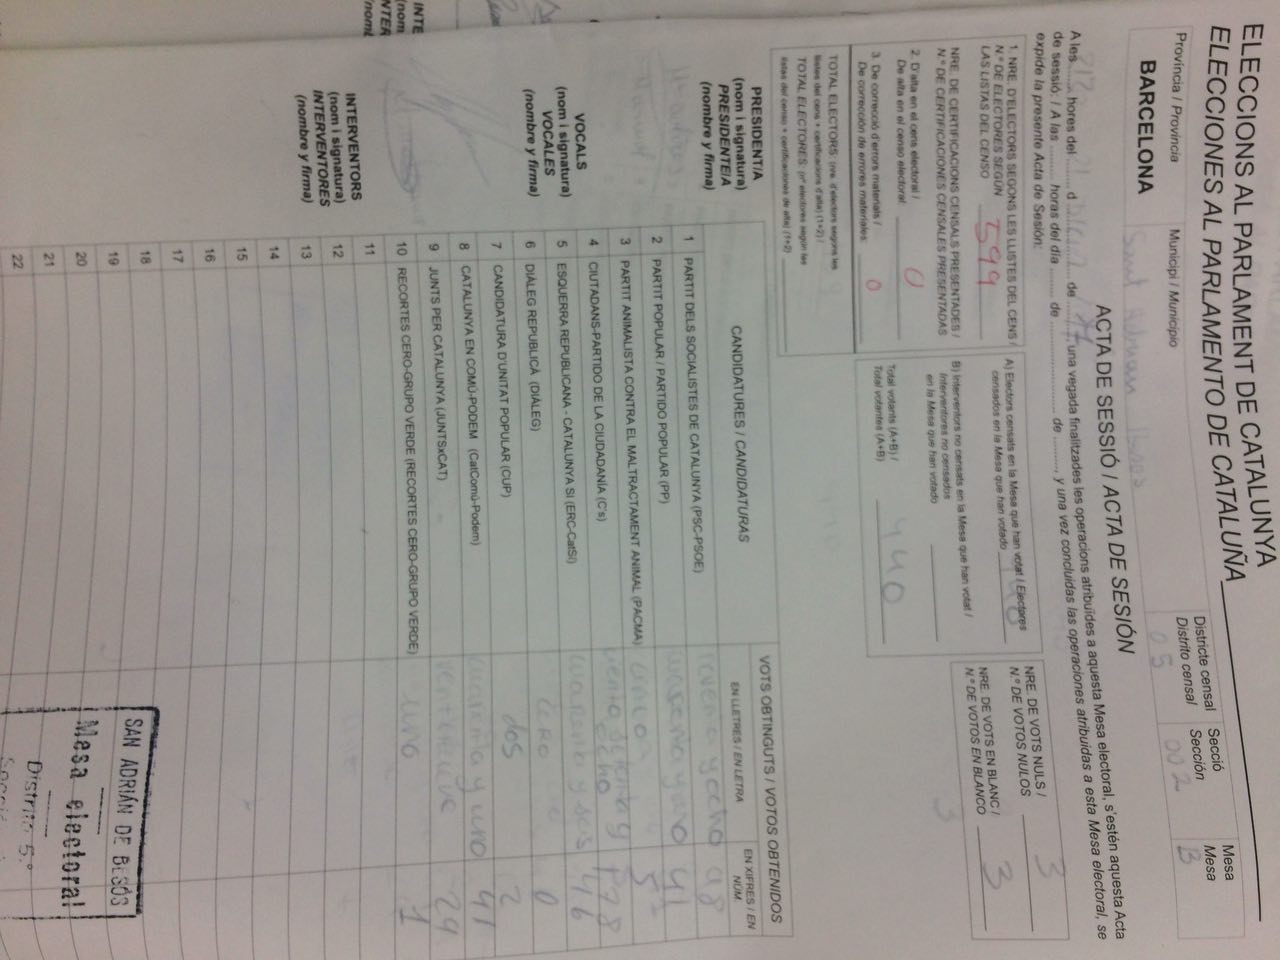 ELECCIONS AL PARLAMENT DE CATALUNYA
ELECCIONES AL PARLAMENTO DE CATALUÑA
Província / Provincia
BARCELONA
Municipi / Municipio
Sant Adrian
Districte censal
Distrito censal
05
Secció
Sección
002
Mesa
Mesa
B
ACTA DE SESSIÓ / ACTA DE SESIÓN
A les ......... hores del ......... d ......... de ........., una vegada finalitzades les operacions atribuïdes a aquesta Mesa electoral, s'estén aquesta Acta
de sessió: / A las ......... horas del día ......... de ......... de ........., y una vez concluidas las operaciones atribuidas a esta Mesa electoral, se
expide la presente Acta de Sesión:
1. NRE. D'ELECTORS SEGONS LES LLISTES DEL CENS /
N.º DE ELECTORES SEGÚN
LAS LISTAS DEL CENSO
599
NRE. DE CERTIFICACIONS CENSALS PRESENTADES /
N.º DE CERTIFICACIONES CENSALES PRESENTADAS
2. D'alta en el cens electoral /
De alta en el censo electoral:
0
3. De correcció d'errors materials /
De corrección de errores materiales:
0
TOTAL ELECTORS (nre. d'electors segons les
llistes del cens + certificacions d'alta) (1+2) /
TOTAL ELECTORES (nº electores según las
listas del censo + certificaciones de alta) (1+2)
A) Electors censats en la Mesa que han votat / Electores
censados en la Mesa que han votado
440
B) Interventors no censats en la Mesa que han votat /
Interventores no censados
en la Mesa que han votado
Total votants (A+B) /
Total votantes (A+B)
440
NRE. DE VOTS NULS /
N.º DE VOTOS NULOS
3
NRE. DE VOTS EN BLANC /
N.º DE VOTOS EN BLANCO
3
3
CANDIDATURES / CANDIDATURAS
VOTS OBTINGUTS / VOTOS OBTENIDOS
EN LLETRES / EN LETRA
EN XIFRES / EN
NÚM.
1 PARTIT DELS SOCIALISTES DE CATALUNYA (PSC-PSOE) y ocho 98
2 PARTIT POPULAR / PARTIDO POPULAR (PP) y uno 41
3 PARTIT ANIMALISTA CONTRA EL MALTRACTAMENT ANIMAL (PACMA) cinco 5
4 CIUTADANS-PARTIDO DE LA CIUDADANÍA (C's) ciento setenta y ocho 178
5 ESQUERRA REPUBLICANA - CATALUNYA SI (ERC-CatSí) cuarenta y seis 46
6 DIÀLEG REPUBLICÀ (DIÀLEG) cero 0
7 CANDIDATURA D'UNITAT POPULAR (CUP) dos 2
8 CATALUNYA EN COMÚ-PODEM (CatComú-Podem) cuarenta y uno 41
9 JUNTS PER CATALUNYA (JUNTSxCAT) veintinueve 29
10 RECORTES CERO-GRUPO VERDE (RECORTES CERO-GRUPO VERDE) uno 1
11
12
13
14
15
16
17
18
19
20
21
22
PRESIDENT/A
(nom i signatura)
PRESIDENTE/A
(nombre y firma)
VOCALS
(nom i signatura)
VOCALES
(nombre y firma)
INTERVENTORS
(nom i signatura)
INTERVENTORES
(nombre y firma)
SAN ADRIÁN DE BESÓS
Mesa electoral
Distrito 5.º